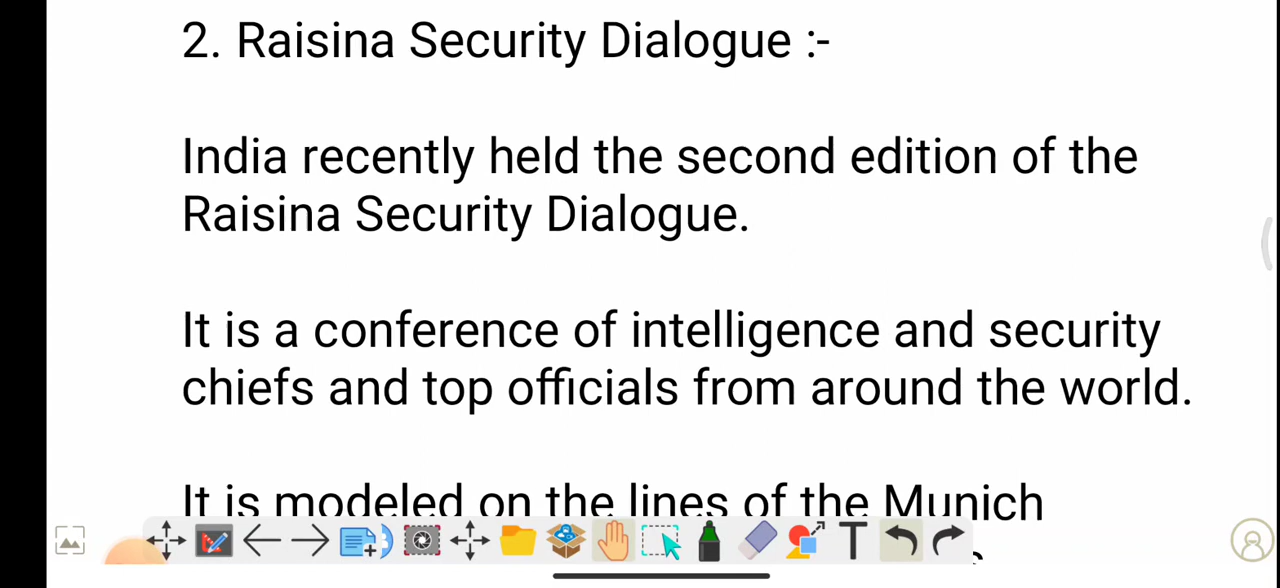 2. Raisina Security Dialogue :-
India recently held the second edition of the
Raisina Security Dialogue.
It is a conference of intelligence and security
chiefs and top officials from around the world.
It is modeled on the lines of the Munich